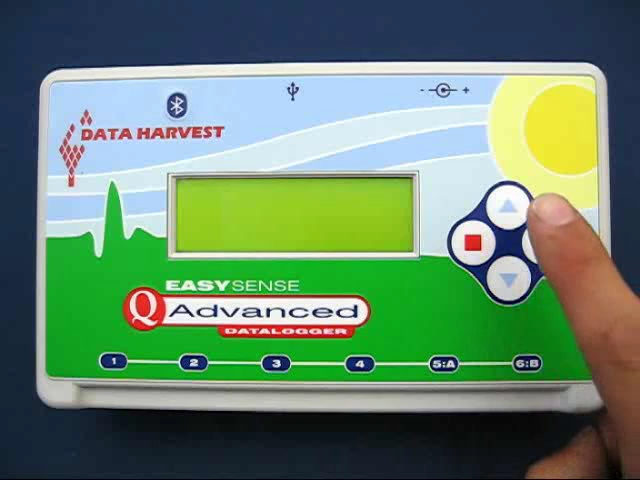 - +
DATA HARVEST
EASYSENSE
Q Advanced
DATALOGGER
1 2 3 4 5:A 6:B